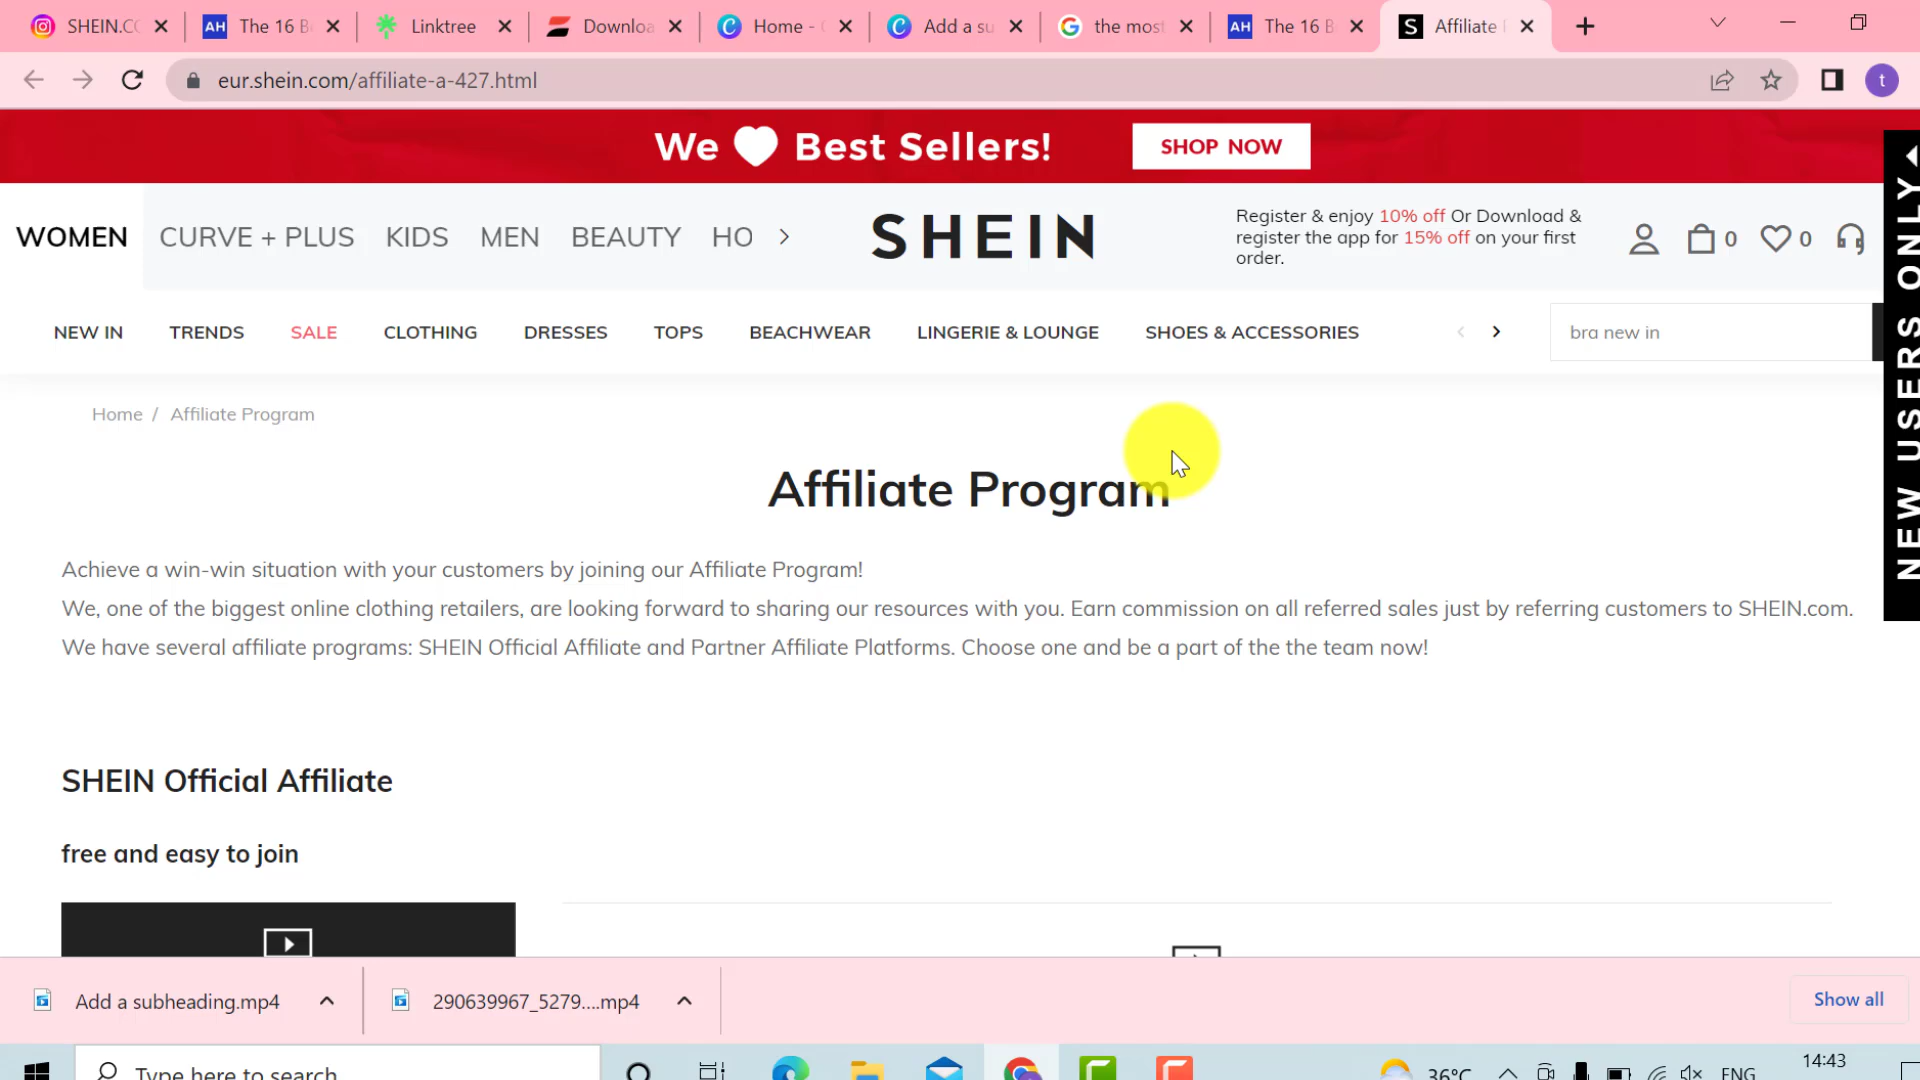 SHEIN.CO
AH The 16 Be
Linktree
Downloa
Home - C
Add a su
the most
AH The 16 B
S Affiliate
eur.shein.com/affiliate-a-427.html
t
We Best Sellers!
SHOP NOW
WOMEN
CURVE + PLUS
KIDS
MEN
BEAUTY
HO
SHEIN
Register & enjoy 10% off Or Download &
register the app for 15% off on your first
order.
0
0
NEW USERS ONLY
NEW IN
TRENDS
SALE
CLOTHING
DRESSES
TOPS
BEACHWEAR
LINGERIE & LOUNGE
SHOES & ACCESSORIES
bra new in
Home / Affiliate Program
Affiliate Program
Achieve a win-win situation with your customers by joining our Affiliate Program!
We, one of the biggest online clothing retailers, are looking forward to sharing our resources with you. Earn commission on all referred sales just by referring customers to SHEIN.com.
We have several affiliate programs: SHEIN Official Affiliate and Partner Affiliate Platforms. Choose one and be a part of the the team now!
SHEIN Official Affiliate
free and easy to join
Add a subheading.mp4
290639967_5279....mp4
Show all
Type here to search
36°C
ENG
14:43